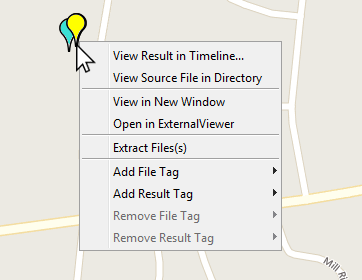 View Result in Timeline...
View Source File in Directory
View in New Window
Open in ExternalViewer
Extract Files(s)
Add File Tag
Add Result Tag
Remove File Tag
Remove Result Tag
Mill Ri